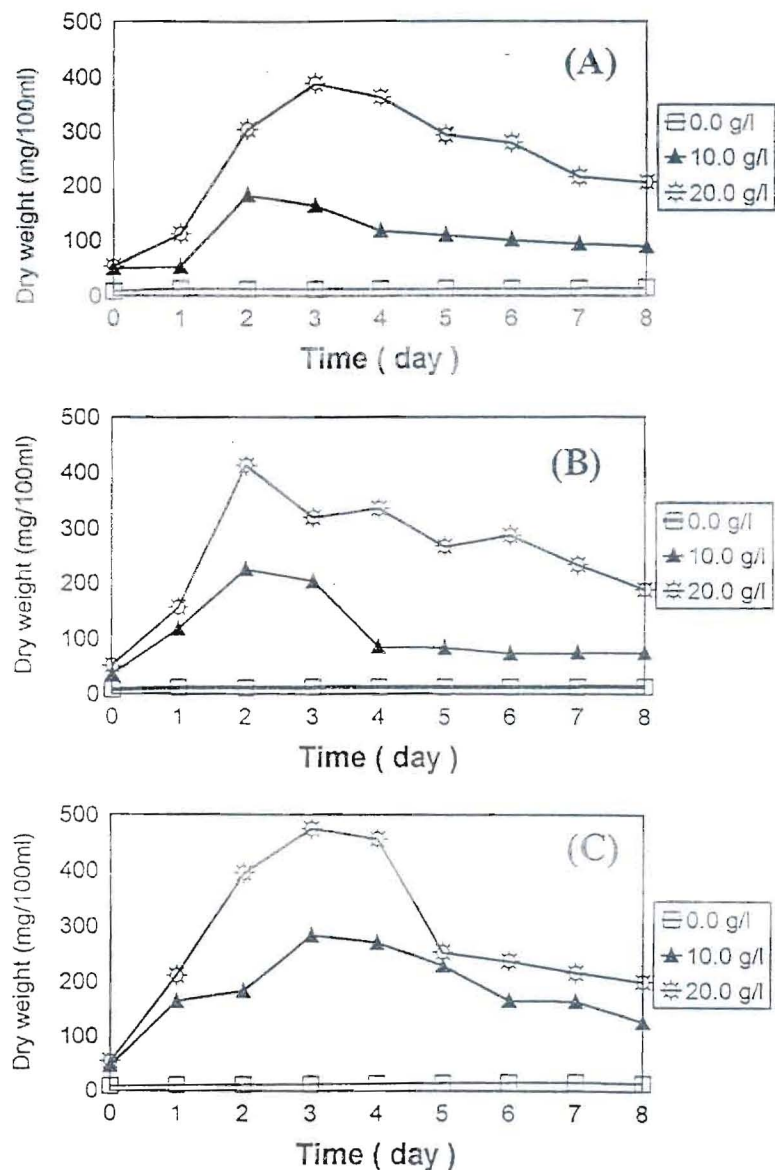 500
400
300
200
100
0
Dry weight (mg/100ml)
(A)
0.0 g/l
10.0 g/l
20.0 g/l
0 1 2 3 4 5 6 7 8
Time ( day )
500
400
300
200
100
0
Dry weight (mg/100ml)
(B)
0.0 g/l
10.0 g/l
20.0 g/l
0 1 2 3 4 5 6 7 8
Time ( day )
500
400
300
200
100
0
Dry weight (mg/100ml)
(C)
0.0 g/l
10.0 g/l
20.0 g/l
0 1 2 3 4 5 6 7 8
Time ( day )